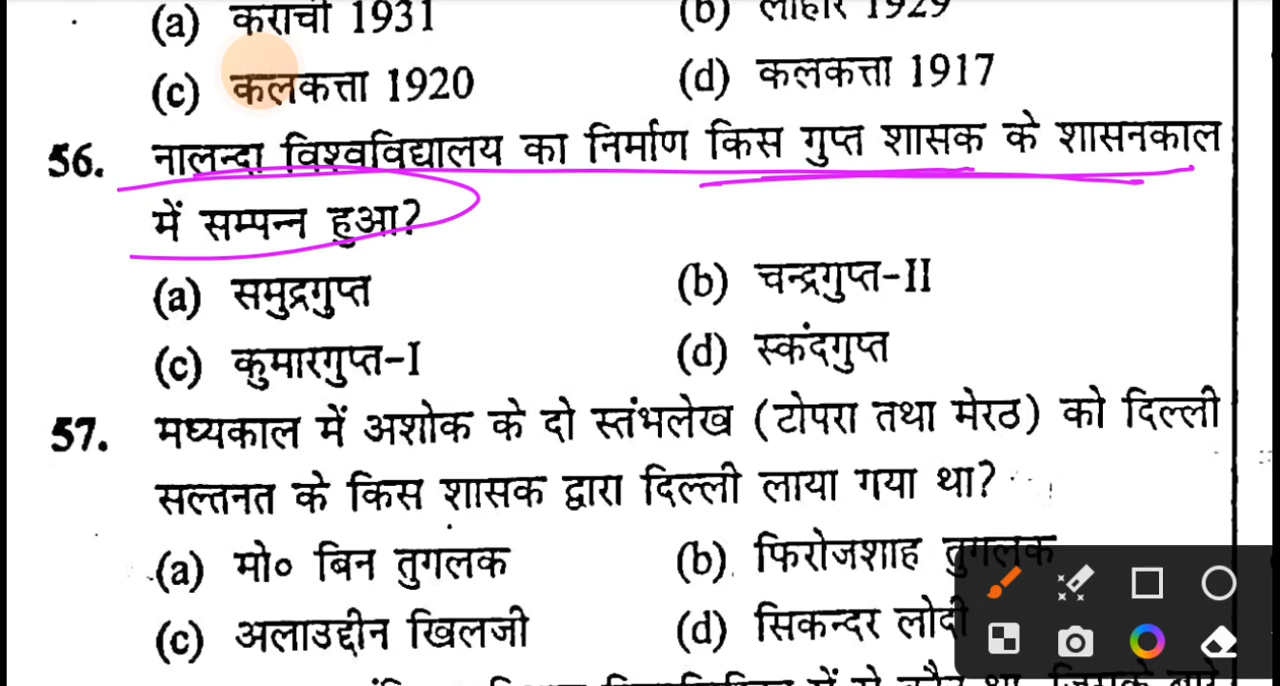 (a) कराची 1931 (b) लाहौर 1929
(c) कलकत्ता 1920 (d) कलकत्ता 1917
56. नालन्दा विश्वविद्यालय का निर्माण किस गुप्त शासक के शासनकाल
में सम्पन्न हुआ?
(a) समुद्रगुप्त (b) चन्द्रगुप्त-II
(c) कुमारगुप्त-I (d) स्कंदगुप्त
57. मध्यकाल में अशोक के दो स्तंभलेख (टोपरा तथा मेरठ) को दिल्ली
सल्तनत के किस शासक द्वारा दिल्ली लाया गया था?
(a) मो० बिन तुगलक (b) फिरोजशाह तुगलक
(c) अलाउद्दीन खिलजी (d) सिकन्दर लोदी